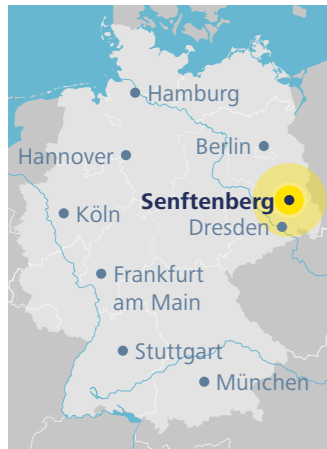 Hamburg
Berlin
Hannover
Senftenberg
Köln
Dresden
Frankfurt
am Main
Stuttgart
München